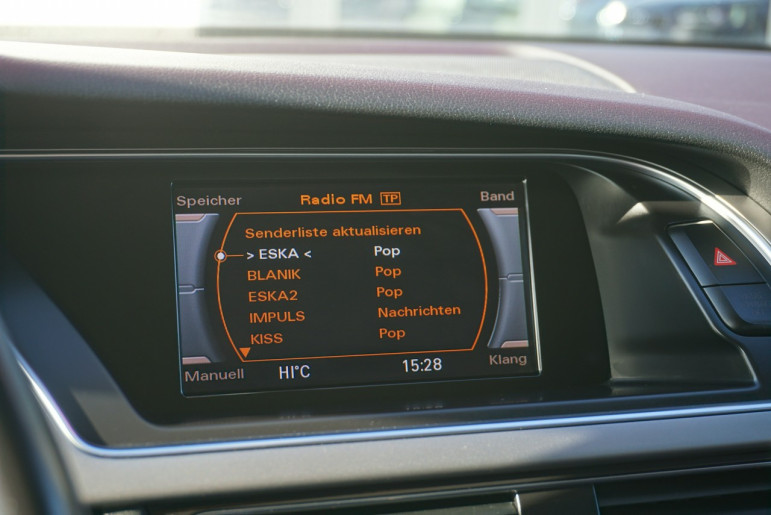 Speicher Radio FM TP Band
Senderliste aktualisieren
> ESKA < Pop
BLANIK Pop
ESKA2 Pop
IMPULS Nachrichten
KISS Pop
Manuell HI°C 15:28 Klang